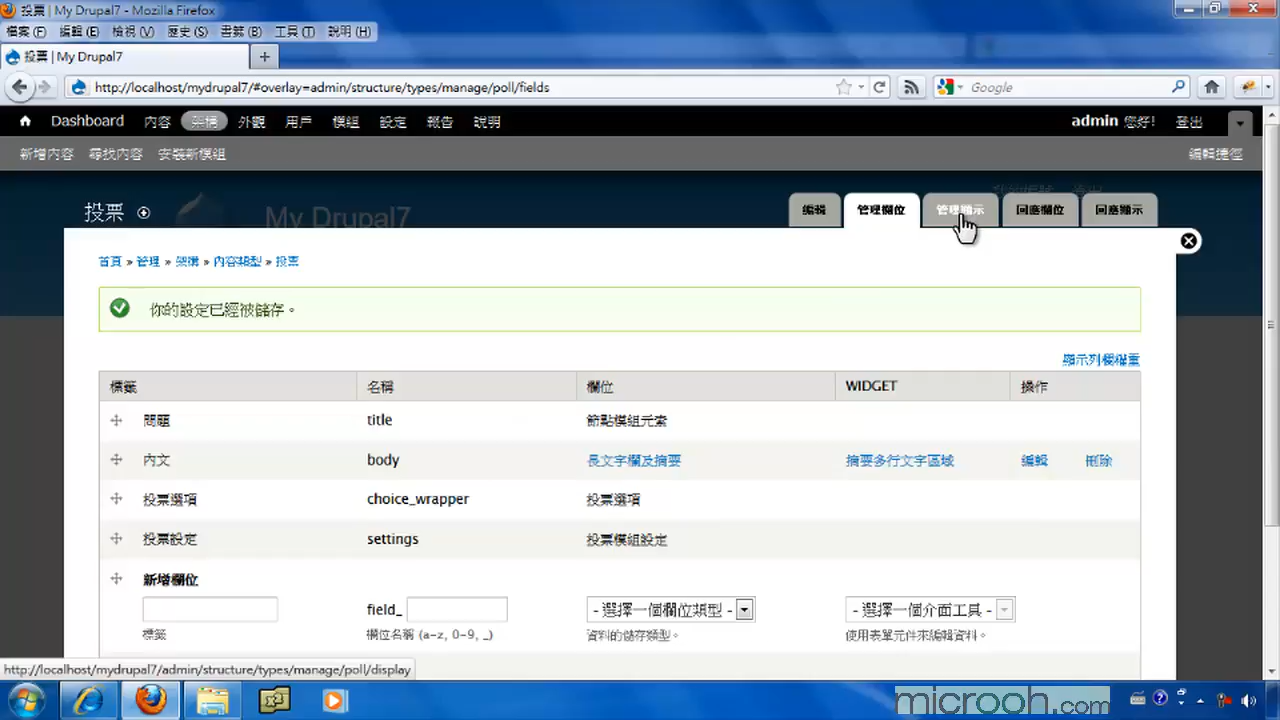 投票 | My Drupal7 - Mozilla Firefox
檔案 (F) 編輯 (E) 檢視 (V) 歷史 (S) 書籤 (B) 工具 (T) 說明 (H)
投票 | My Drupal7 +
http://localhost/mydrupal7/#overlay=admin/structure/types/manage/poll/fields Google
Dashboard 內容 架構 外觀 用戶 模組 設定 報告 說明 admin 您好! 登出
新增內容 尋找內容 安裝新模組 編輯捷徑
投票 My Drupal7 編輯 管理欄位 管理顯示 回應欄位 回應顯示
首頁 » 管理 » 架構 » 內容類型 » 投票
你的設定已經被儲存。
顯示列欄權重
標籤 名稱 欄位 WIDGET 操作
問題 title 節點模組元素
內文 body 長文字欄及摘要 摘要多行文字區域 編輯 刪除
投票選項 choice_wrapper 投票選項
投票設定 settings 投票模組設定
新增欄位
field_ - 選擇一個欄位類型 - - 選擇一個介面工具 -
標籤 欄位名稱 (a-z, 0-9, _) 資料的儲存類型。 使用表單元件來編輯資料。
http://localhost/mydrupal7/admin/structure/types/manage/poll/display
microoh.com